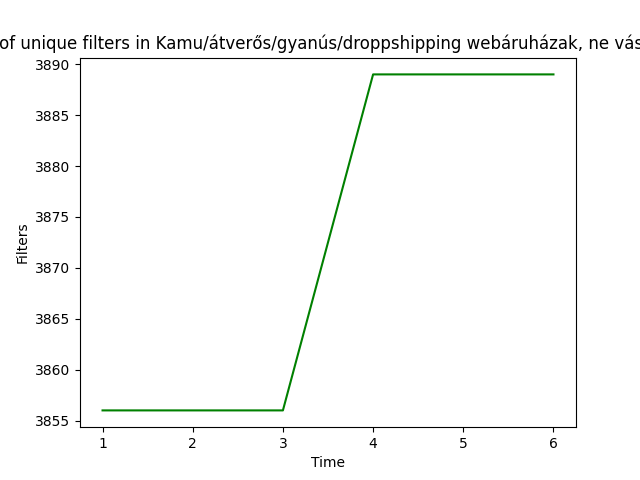 of unique filters in Kamu/átverős/gyanús/droppshipping webáruházak, ne vás
3890
3885
3880
3875
3870
3865
3860
3855
Filters
1 2 3 4 5 6
Time